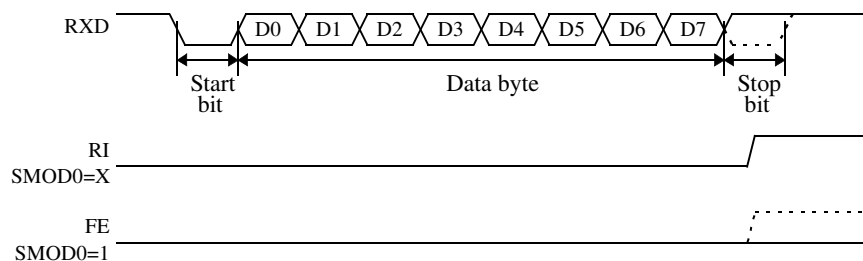 RXD D0 D1 D2 D3 D4 D5 D6 D7
Start Data byte Stop
bit bit
RI
SMOD0=X
FE
SMOD0=1